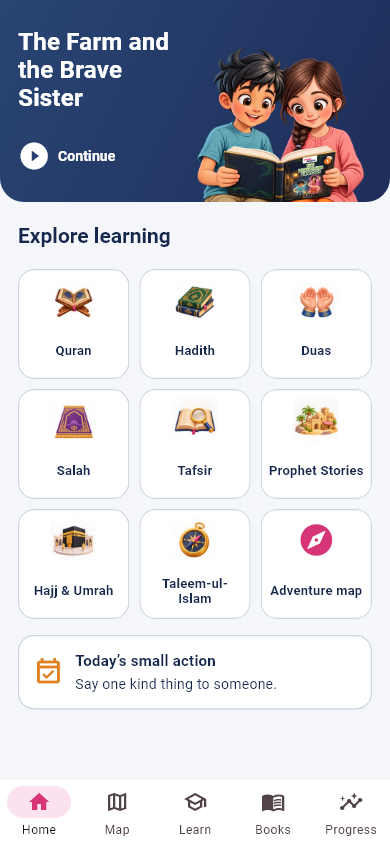 The Farm and
the Brave
Sister
Continue
Explore learning
Quran
Hadith
Duas
Salah
Tafsir
Prophet Stories
Hajj & Umrah
Taleem-ul-
Islam
Adventure map
Today’s small action
Say one kind thing to someone.
Home
Map
Learn
Books
Progress